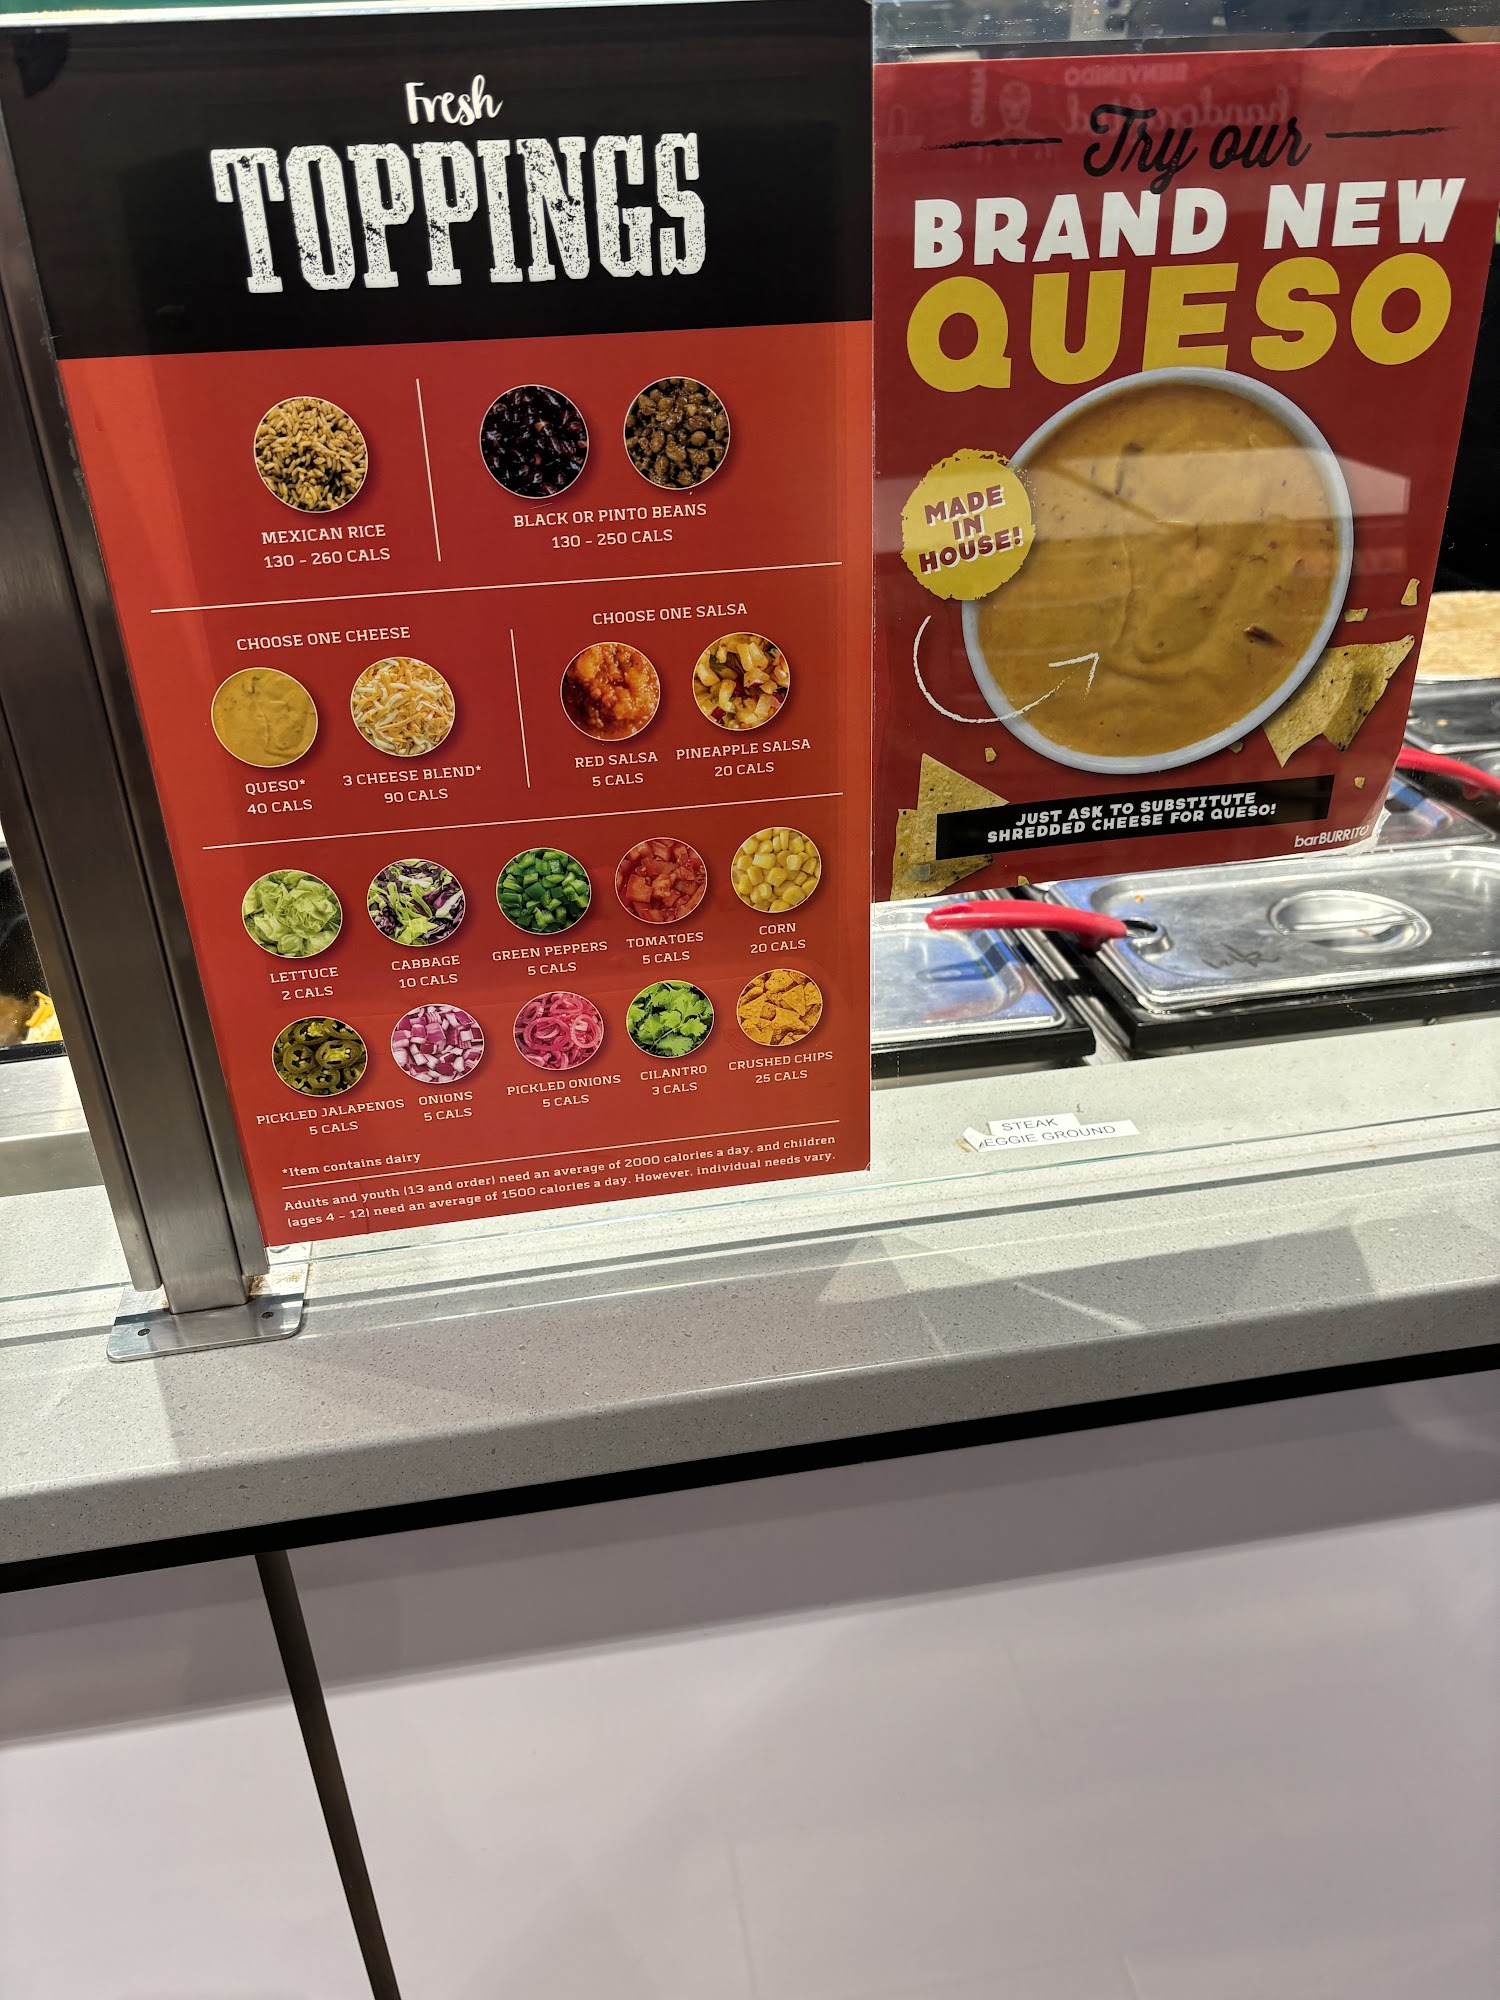 Fresh
TOPPINGS
MEXICAN RICE
130 - 260 CALS
BLACK OR PINTO BEANS
130 - 250 CALS
CHOOSE ONE CHEESE
QUESO*
40 CALS
3 CHEESE BLEND*
90 CALS
CHOOSE ONE SALSA
RED SALSA
5 CALS
PINEAPPLE SALSA
20 CALS
LETTUCE
2 CALS
CABBAGE
10 CALS
GREEN PEPPERS
5 CALS
TOMATOES
5 CALS
CORN
20 CALS
PICKLED JALAPENOS
5 CALS
ONIONS
5 CALS
PICKLED ONIONS
5 CALS
CILANTRO
3 CALS
CRUSHED CHIPS
25 CALS
*Item contains dairy
Adults and youth (13 and order) need an average of 2000 calories a day, and children
(ages 4 - 12) need an average of 1500 calories a day. However, individual needs vary.
Try our
BRAND NEW
QUESO
MADE
IN
HOUSE!
JUST ASK TO SUBSTITUTE
SHREDDED CHEESE FOR QUESO!
barBURRITO
STEAK
VEGGIE GROUND